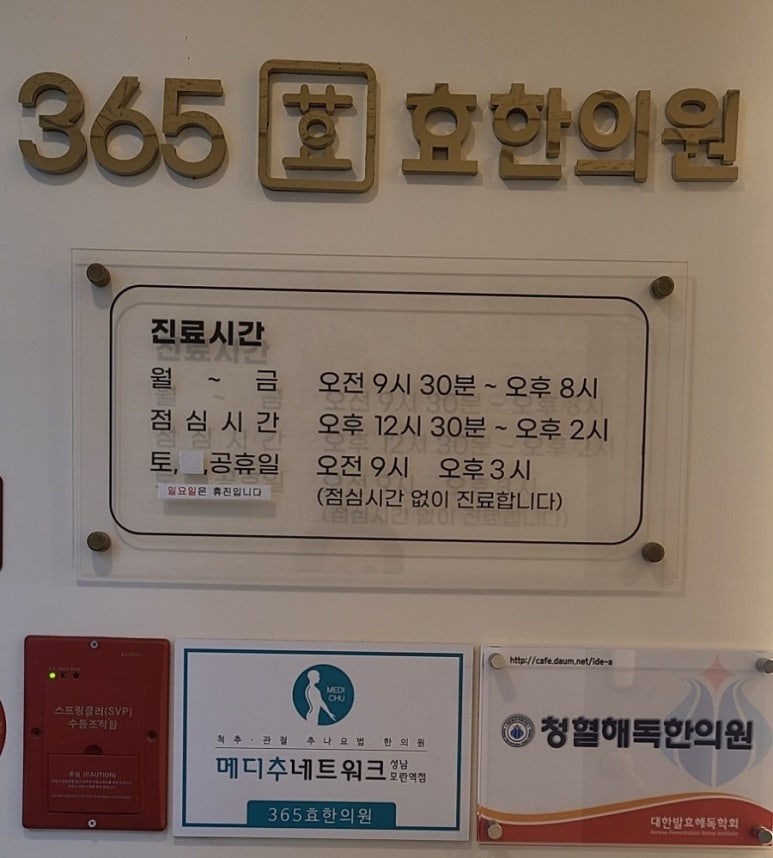 365 효 효한의원
진료시간
월 ~ 금 오전 9시 30분 ~ 오후 8시
점심시간 오후 12시 30분 ~ 오후 2시
토, ,공휴일 오전 9시 오후 3시
일요일은 휴진입니다
(점심시간 없이 진료합니다)
스프링클러(SVP)
수동조작함
주의 (CAUTION)
MEDI
CHU
척추·관절 추나요법 한의원
메디추네트워크 성남
모란역점
365효한의원
http://cafe.daum.net/ide-a
청혈해독한의원
대한발효해독학회
Korean Fermentation Detox Institute